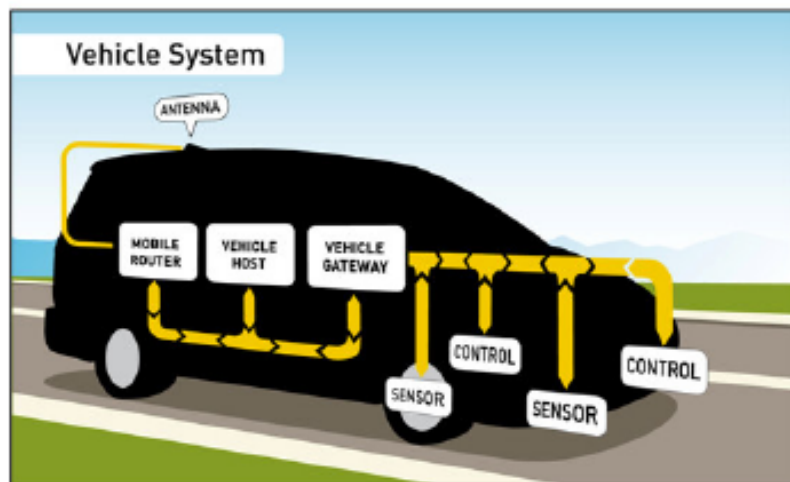 Vehicle System
ANTENNA
MOBILE
ROUTER
VEHICLE
HOST
VEHICLE
GATEWAY
SENSOR
CONTROL
SENSOR
CONTROL